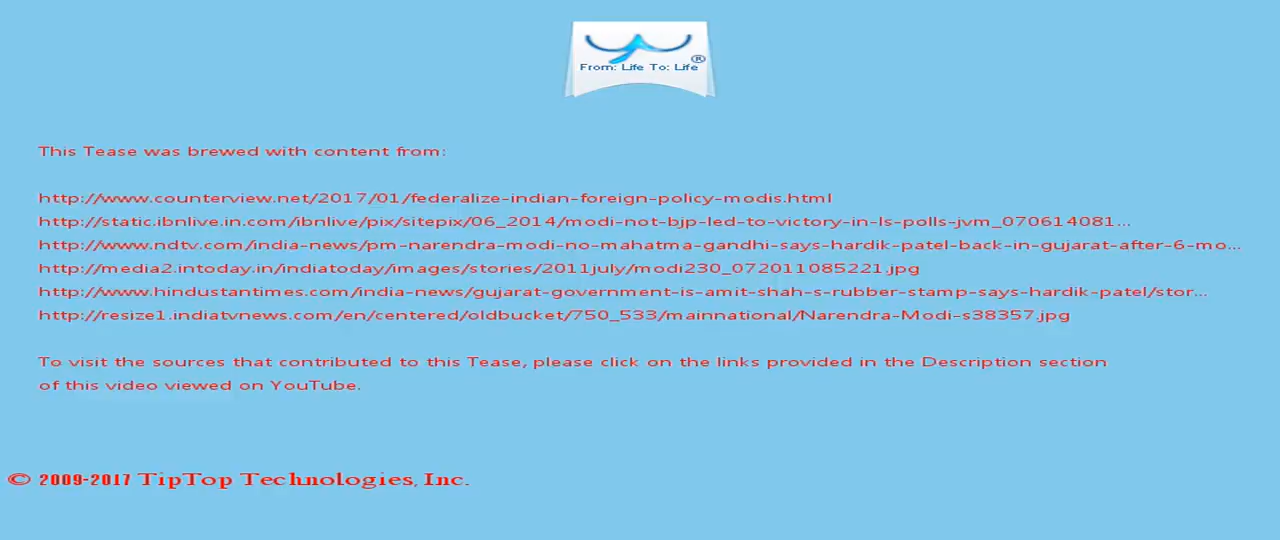 From: Life To: Life ®
This Tease was brewed with content from:
http://www.counterview.net/2017/01/federalize-indian-foreign-policy-modis.html
http://static.ibnlive.in.com/ibnlive/pix/sitepix/06_2014/modi-not-bjp-led-to-victory-in-ls-polls-jvm_070614081...
http://www.ndtv.com/india-news/pm-narendra-modi-no-mahatma-gandhi-says-hardik-patel-back-in-gujarat-after-6-mo...
http://media2.intoday.in/indiatoday/images/stories/2011july/modi230_072011085221.jpg
http://www.hindustantimes.com/india-news/gujarat-government-is-amit-shah-s-rubber-stamp-says-hardik-patel/stor...
http://resize1.indiatvnews.com/en/centered/oldbucket/750_533/mainnational/Narendra-Modi-s38357.jpg
To visit the sources that contributed to this Tease, please click on the links provided in the Description section
of this video viewed on YouTube.
© 2009-2017 TipTop Technologies, Inc.